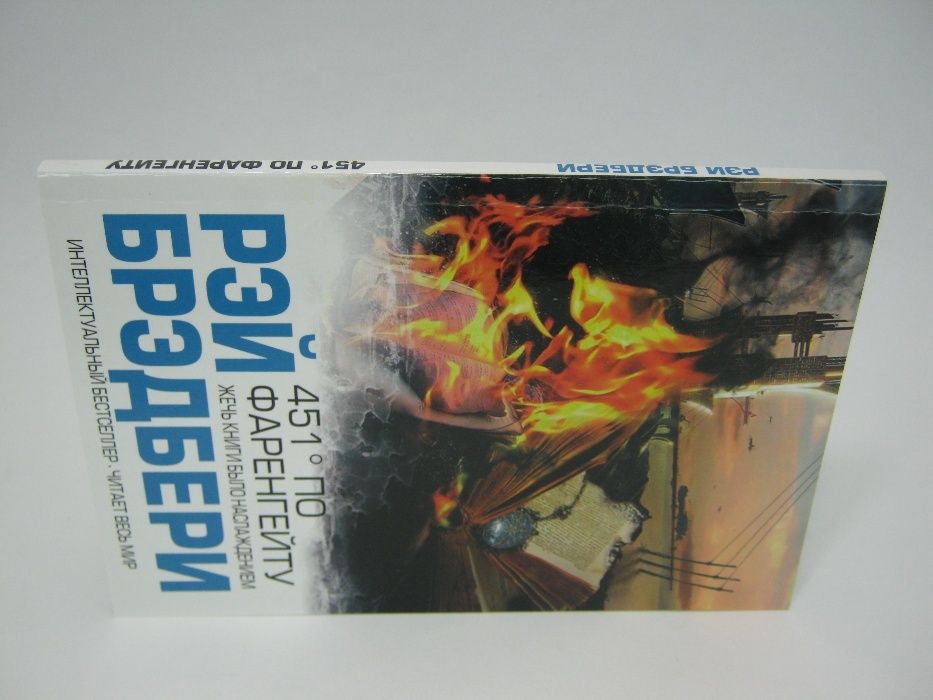 451° ПО ФАРЕНГЕЙТУ
РЭЙ БРЭДБЕРИ
ИНТЕЛЛЕКТУАЛЬНЫЙ БЕСТСЕЛЛЕР · ЧИТАЕТ ВЕСЬ МИР
РЭЙ
БРЭДБЕРИ
451° ПО
ФАРЕНГЕЙТУ
ЖЕЧЬ КНИГИ БЫЛО НАСЛАЖДЕНИЕМ